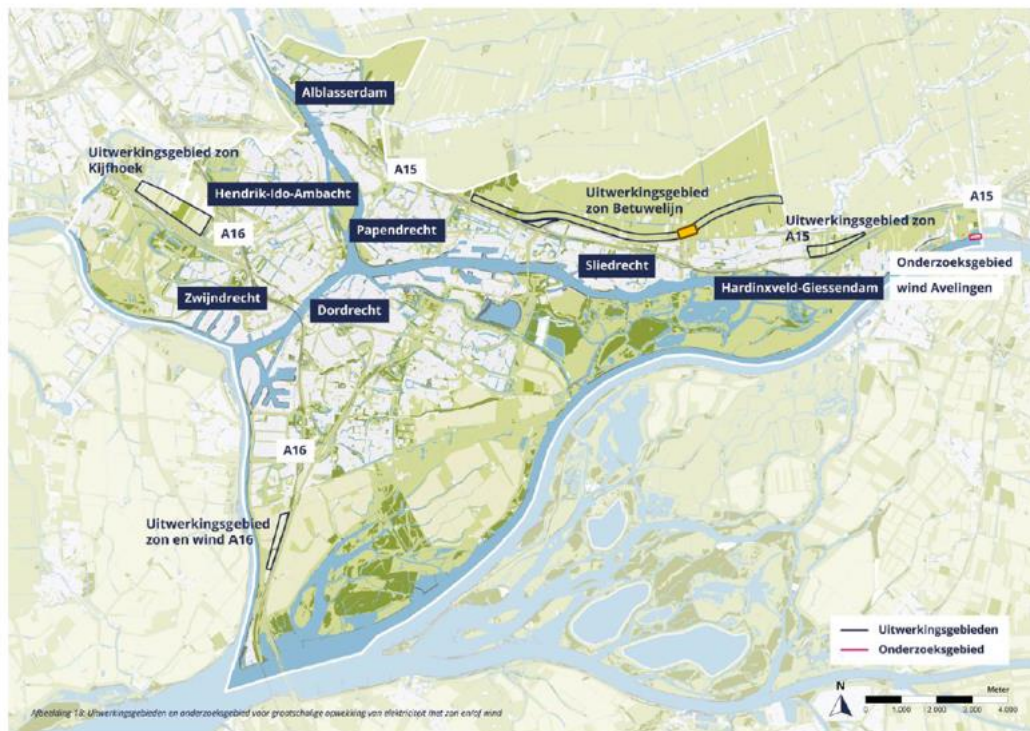 Alblasserdam
Uitwerkingsgebied zon
Kijfhoek
A15
Hendrik-Ido-Ambacht
Uitwerkingsgebied
zon Betuwelijn
A15
Uitwerkingsgebied zon
A15
A16
Papendrecht
Sliedrecht
Onderzoeksgebied
wind Avelingen
Zwijndrecht
Dordrecht
Hardinxveld-Giessendam
A16
Uitwerkingsgebied
zon en wind A16
Uitwerkingsgebieden
Onderzoeksgebied
N
Meter
0 1.000 2.000 4.000
Afbeelding 18: Uitwerkingsgebieden en onderzoeksgebied voor grootschalige opwekking van elektriciteit met zon en/of wind